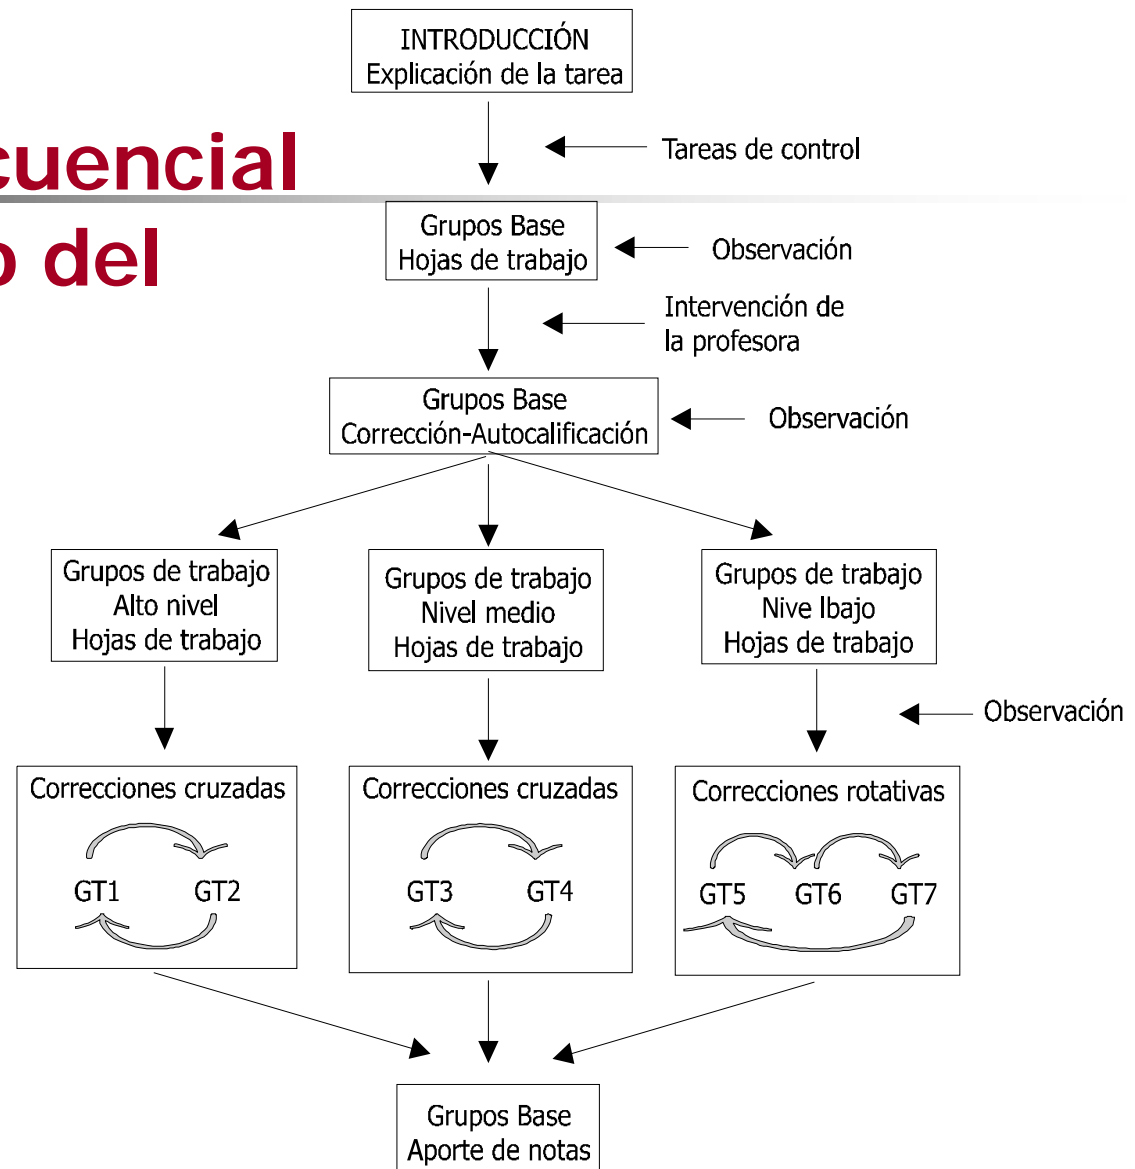 INTRODUCCIÓN
Explicación de la tarea
cuencial
Tareas de control
Grupos Base
Hojas de trabajo
Observación
del
Intervención de
la profesora
Grupos Base
Corrección-Autocalificación
Observación
Grupos de trabajo
Alto nivel
Hojas de trabajo
Grupos de trabajo
Nivel medio
Hojas de trabajo
Grupos de trabajo
Nive lbajo
Hojas de trabajo
Observación
Correcciones cruzadas
GT1 GT2
Correcciones cruzadas
GT3 GT4
Correcciones rotativas
GT5 GT6 GT7
Grupos Base
Aporte de notas